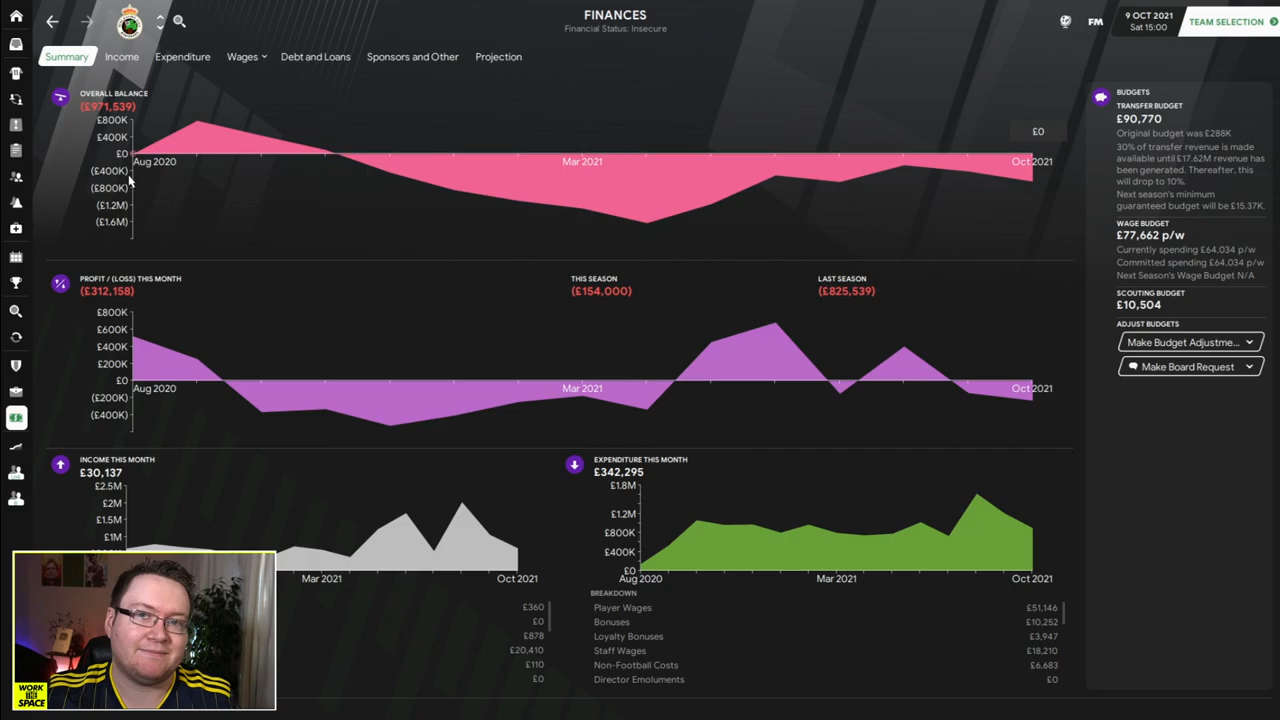 FINANCES
Financial Status: Insecure
FM
9 OCT 2021
Sat 15:00
TEAM SELECTION
Summary
Income
Expenditure
Wages
Debt and Loans
Sponsors and Other
Projection
OVERALL BALANCE
(£971,539)
£800K
£400K
£0
(£400K)
(£800K)
(£1.2M)
(£1.6M)
Aug 2020
Mar 2021
Oct 2021
£0
PROFIT / (LOSS) THIS MONTH
(£312,158)
THIS SEASON
(£154,000)
LAST SEASON
(£825,539)
£800K
£600K
£400K
£200K
£0
(£200K)
(£400K)
Aug 2020
Mar 2021
Oct 2021
INCOME THIS MONTH
£30,137
£2.5M
£2M
£1.5M
£1M
Mar 2021
Oct 2021
£360
£0
£878
£20,410
£110
£0
EXPENDITURE THIS MONTH
£342,295
£1.8M
£1.2M
£800K
£400K
£0
Aug 2020
Mar 2021
Oct 2021
BREAKDOWN
Player Wages £51,146
Bonuses £10,252
Loyalty Bonuses £3,947
Staff Wages £18,210
Non-Football Costs £6,683
Director Emoluments £0
BUDGETS
TRANSFER BUDGET
£90,770
Original budget was £288K
30% of transfer revenue is made
available until £17.62M revenue has
been generated. Thereafter, this
will drop to 10%.
Next season's minimum
guaranteed budget will be £15.37K.
WAGE BUDGET
£77,662 p/w
Currently spending £64,034 p/w
Committed spending £64,034 p/w
Next Season's Wage Budget N/A
SCOUTING BUDGET
£10,504
ADJUST BUDGETS
Make Budget Adjustme...
Make Board Request
WORK
THE
SPACE